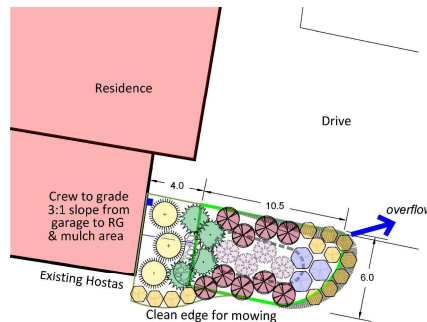 Residence
Drive
Crew to grade
3:1 slope from
garage to RG
& mulch area
4.0
10.5
overflow
6.0
Existing Hostas
Clean edge for mowing